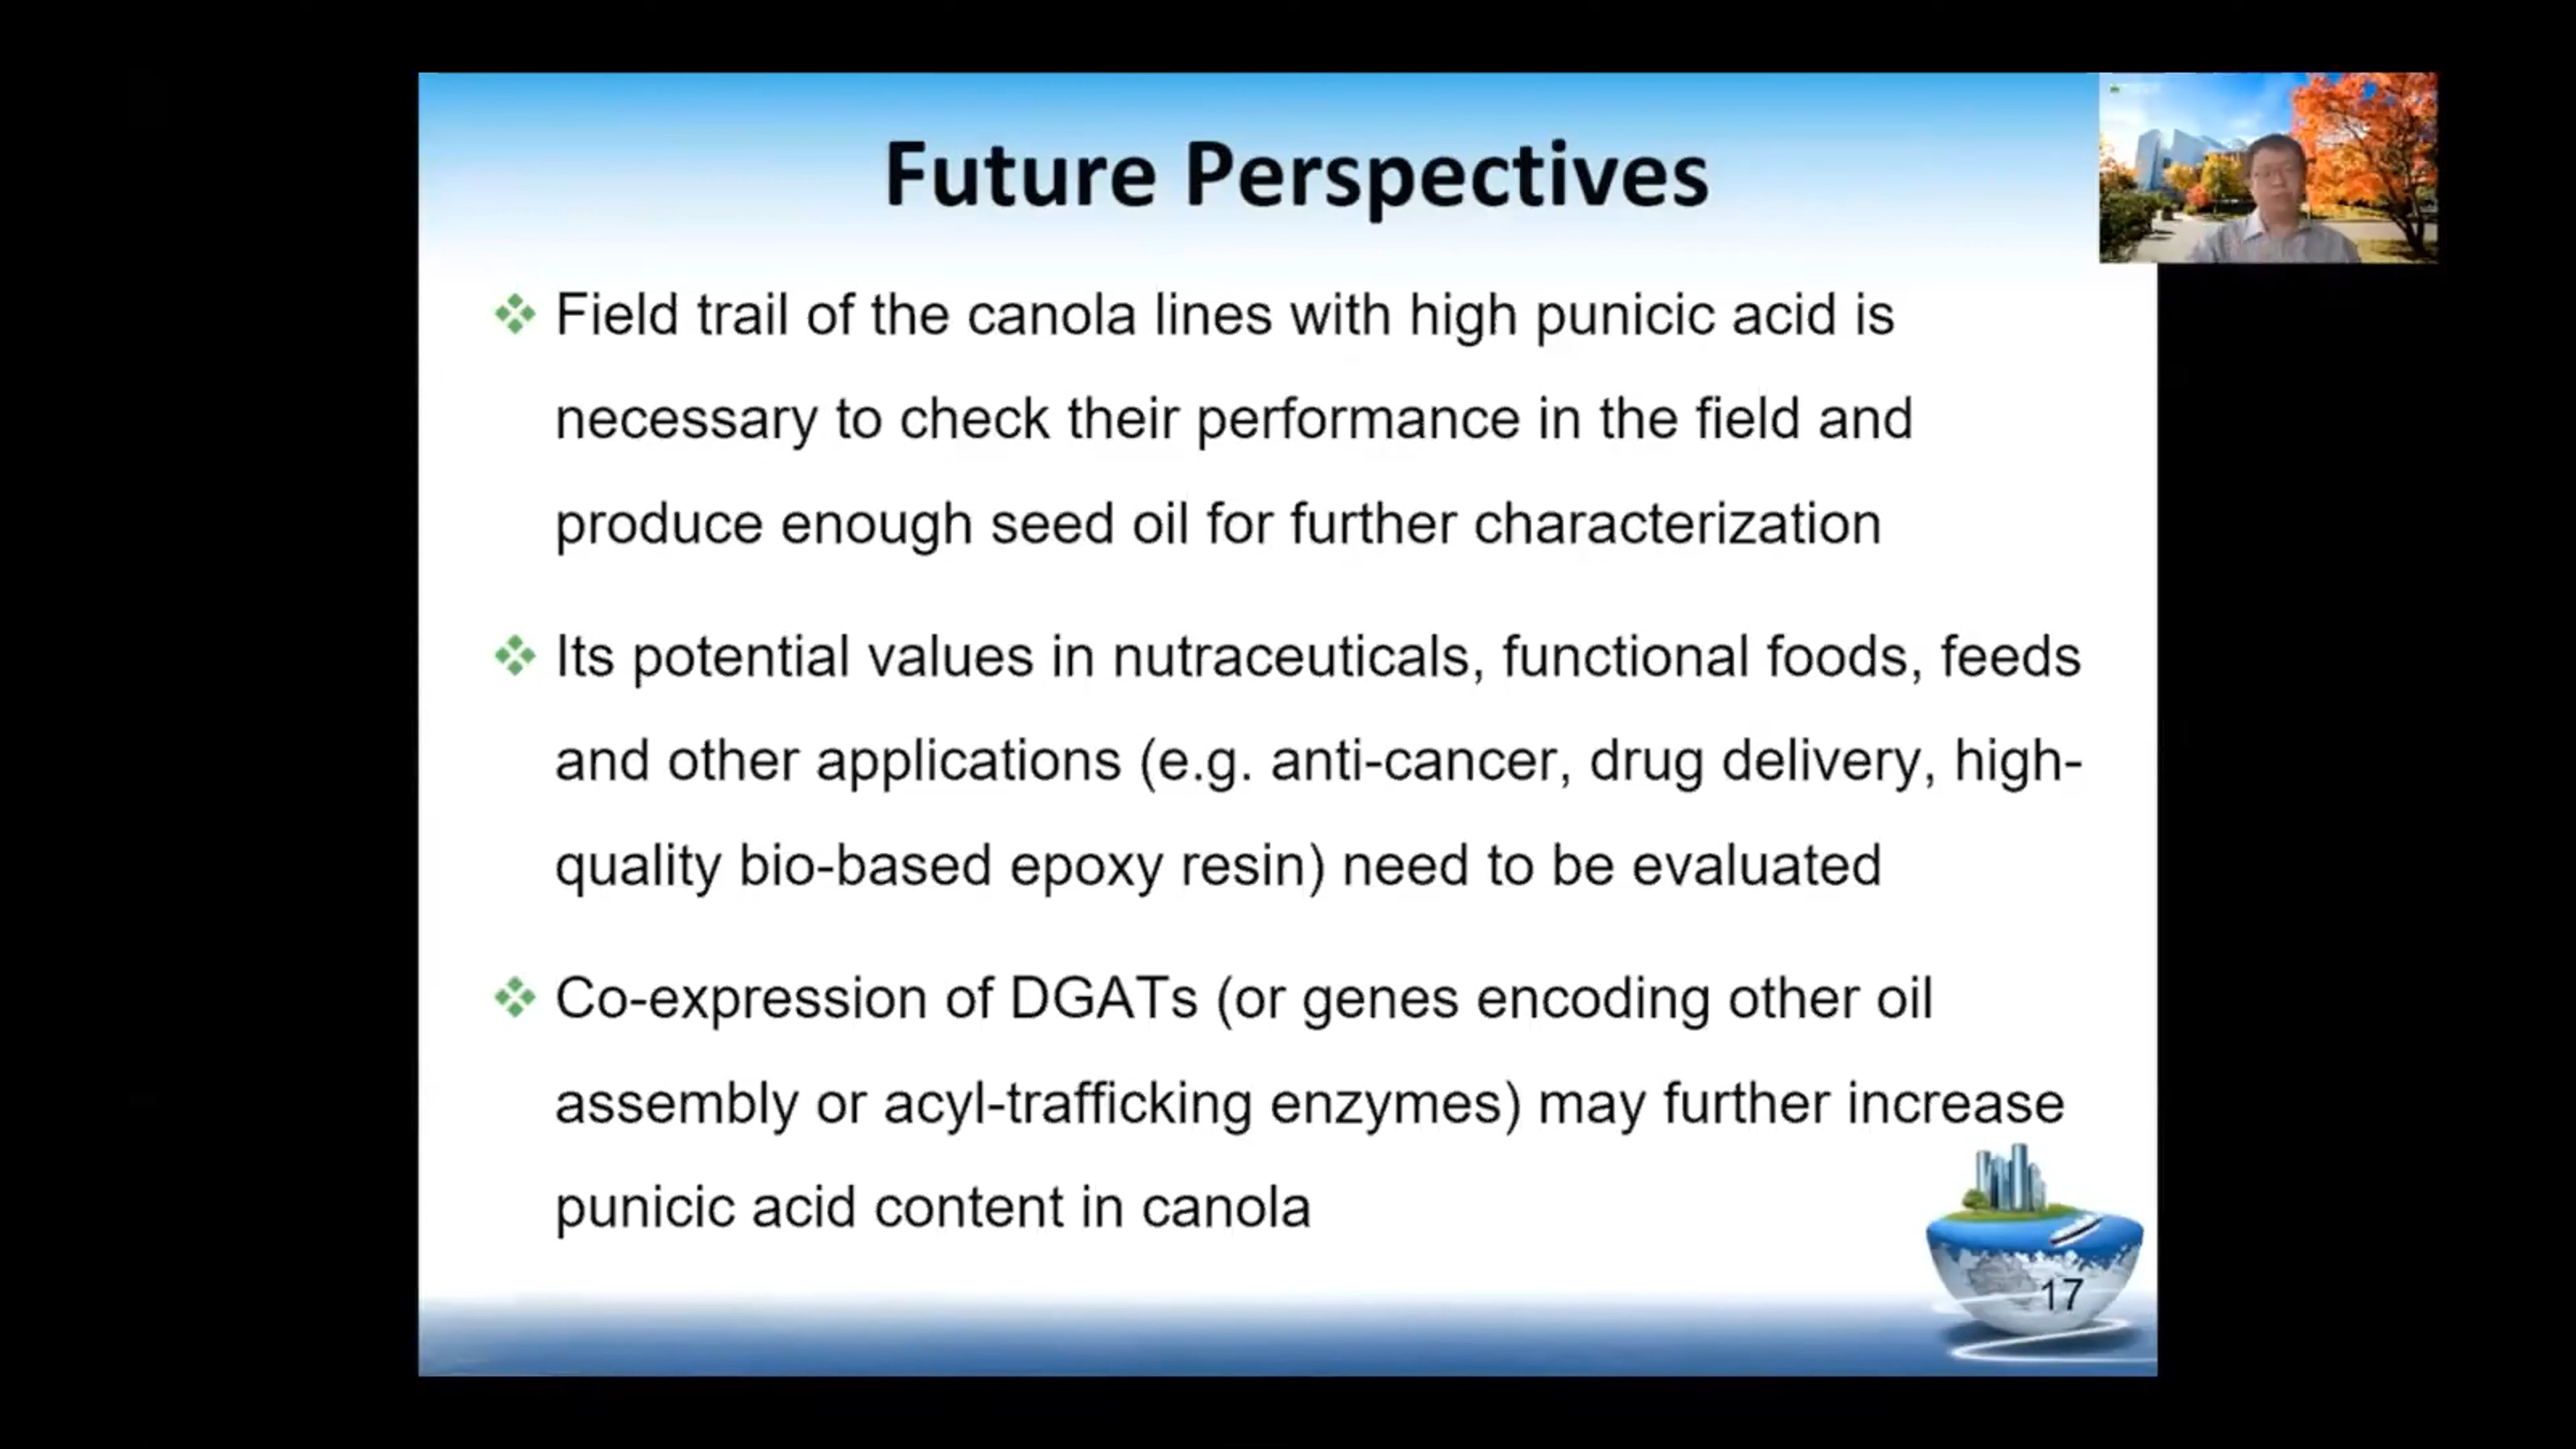 Future Perspectives
Field trail of the canola lines with high punicic acid is
necessary to check their performance in the field and
produce enough seed oil for further characterization
Its potential values in nutraceuticals, functional foods, feeds
and other applications (e.g. anti-cancer, drug delivery, high-
quality bio-based epoxy resin) need to be evaluated
Co-expression of DGATs (or genes encoding other oil
assembly or acyl-trafficking enzymes) may further increase
punicic acid content in canola
17